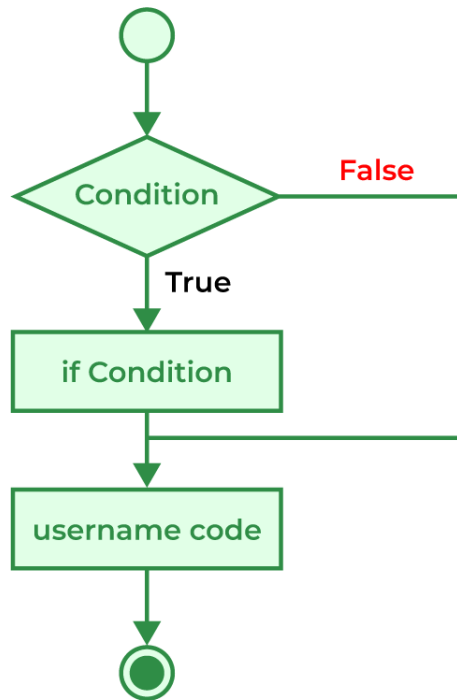 Condition
False
True
if Condition
username code